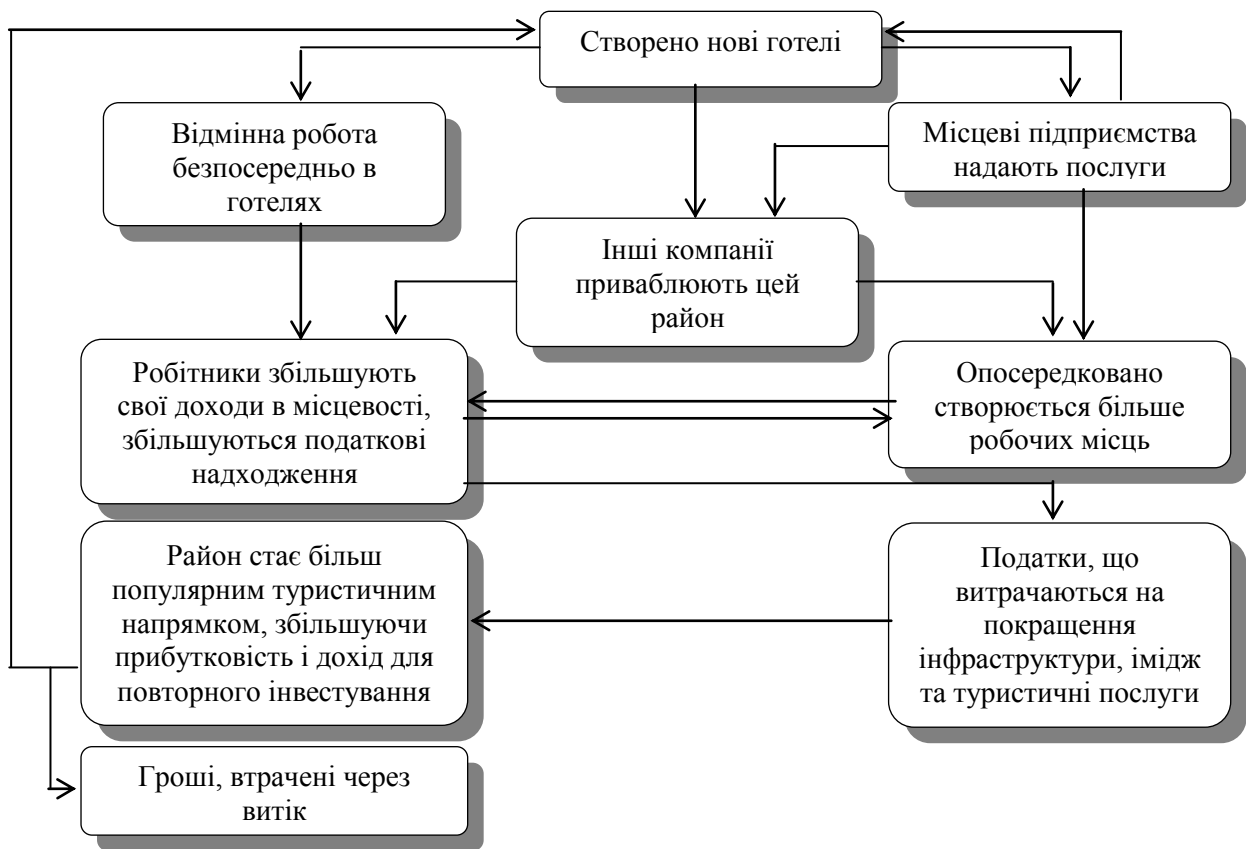 Створено нові готелі
Відмінна робота
безпосередньо в
готелях
Місцеві підприємства
надають послуги
Інші компанії
приваблюють цей
район
Робітники збільшують
свої доходи в місцевості,
збільшуються податкові
надходження
Опосередковано
створюється більше
робочих місць
Район стає більш
популярним туристичним
напрямком, збільшуючи
прибутковість і дохід для
повторного інвестування
Податки, що
витрачаються на
покращення
інфраструктури, імідж
та туристичні послуги
Гроші, втрачені через
витік